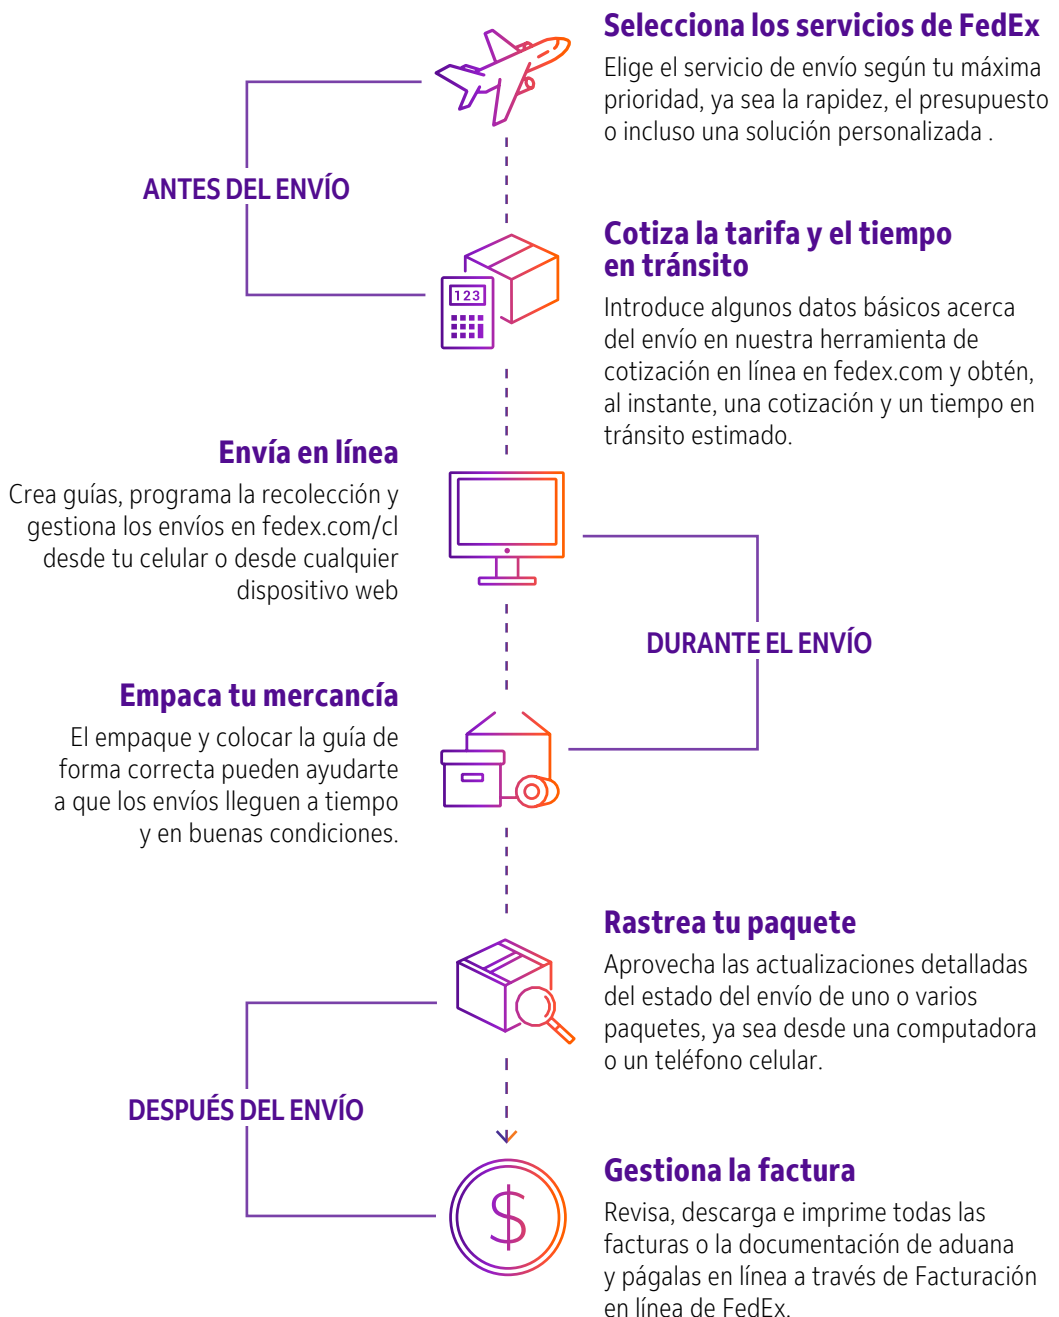 Selecciona los servicios de FedEx
Elige el servicio de envío según tu máxima
prioridad, ya sea la rapidez, el presupuesto
o incluso una solución personalizada .
ANTES DEL ENVÍO
Cotiza la tarifa y el tiempo
en tránsito
123
Introduce algunos datos básicos acerca
del envío en nuestra herramienta de
cotización en línea en fedex.com y obtén,
al instante, una cotización y un tiempo en
tránsito estimado.
Envía en línea
Crea guías, programa la recolección y
gestiona los envíos en fedex.com/cl
desde tu celular o desde cualquier
dispositivo web
DURANTE EL ENVÍO
Empaca tu mercancía
El empaque y colocar la guía de
forma correcta pueden ayudarte
a que los envíos lleguen a tiempo
y en buenas condiciones.
Rastrea tu paquete
Aprovecha las actualizaciones detalladas
del estado del envío de uno o varios
paquetes, ya sea desde una computadora
o un teléfono celular.
DESPUÉS DEL ENVÍO
$
Gestiona la factura
Revisa, descarga e imprime todas las
facturas o la documentación de aduana
y págalas en línea a través de Facturación
en línea de FedEx.